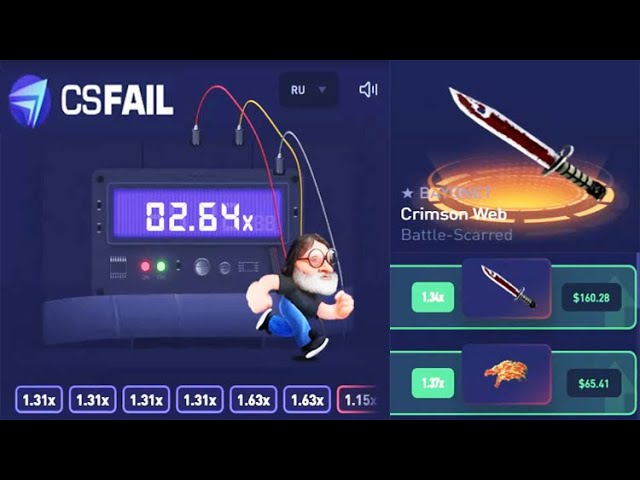 CSFAIL
RU
02.64x
1.31x 1.31x 1.31x 1.31x 1.63x 1.63x 1.15x
★ BAYONET
Crimson Web
Battle-Scarred
1.34x $160.28
1.37x $65.41